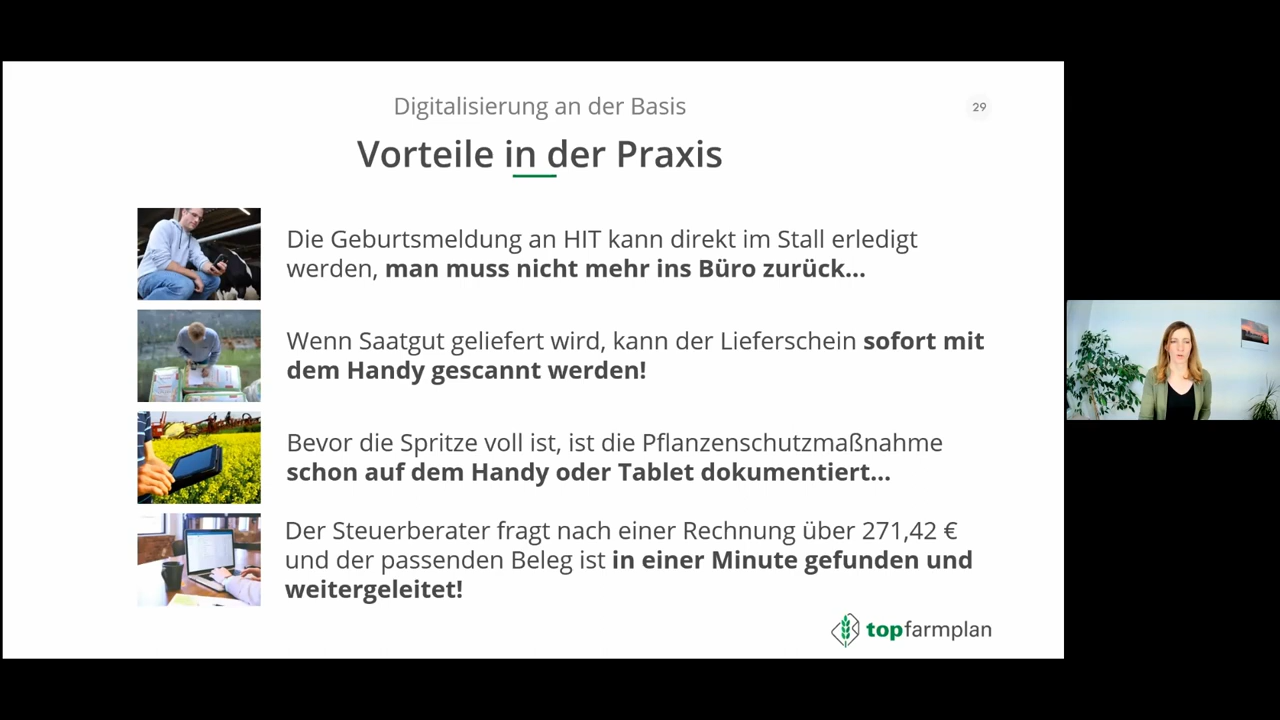 Digitalisierung an der Basis
29
Vorteile in der Praxis
Die Geburtsmeldung an HIT kann direkt im Stall erledigt
werden, man muss nicht mehr ins Büro zurück...
Wenn Saatgut geliefert wird, kann der Lieferschein sofort mit
dem Handy gescannt werden!
Bevor die Spritze voll ist, ist die Pflanzenschutzmaßnahme
schon auf dem Handy oder Tablet dokumentiert...
Der Steuerberater fragt nach einer Rechnung über 271,42 €
und der passenden Beleg ist in einer Minute gefunden und
weitergeleitet!
topfarmplan